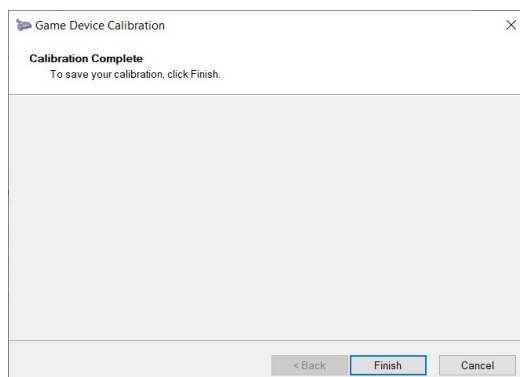 Game Device Calibration
Calibration Complete
To save your calibration, click Finish.
< Back
Finish
Cancel